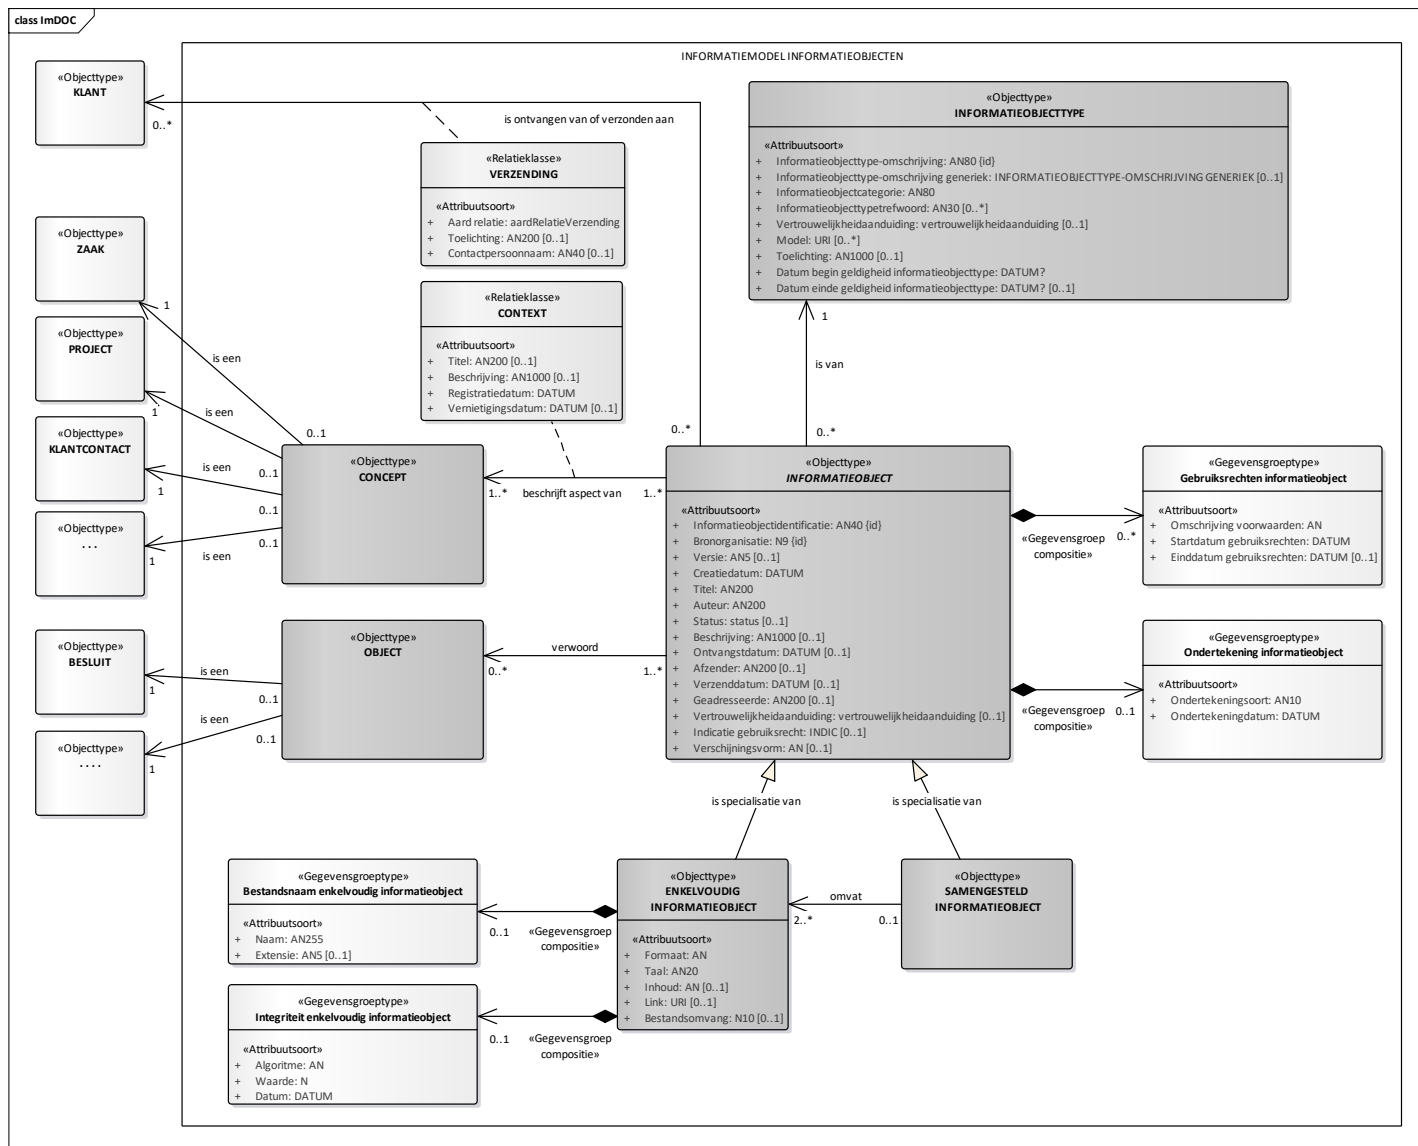 class ImDOC
INFORMATIEMODEL INFORMATIEOBJECTEN
«Objecttype»
KLANT
0..*
is ontvangen van of verzonden aan
«Objecttype»
INFORMATIEOBJECTTYPE
«Attribuutsoort»
+ Informatieobjecttype-omschrijving: AN80 {id}
+ Informatieobjecttype-omschrijving generiek: INFORMATIEOBJECTTYPE-OMSCHRIJVING GENERIEK [0..1]
+ Informatieobjectcategorie: AN80
+ Informatieobjecttypetrefwoord: AN30 [0..*]
+ Vertrouwelijkheidaanduiding: vertrouwelijkheidaanduiding [0..1]
+ Model: URI [0..*]
+ Toelichting: AN1000 [0..1]
+ Datum begin geldigheid informatieobjecttype: DATUM?
+ Datum einde geldigheid informatieobjecttype: DATUM? [0..1]
«Relatieklasse»
VERZENDING
«Attribuutsoort»
+ Aard relatie: aardRelatieVerzending
+ Toelichting: AN200 [0..1]
+ Contactpersoonnaam: AN40 [0..1]
«Relatieklasse»
CONTEXT
«Attribuutsoort»
+ Titel: AN200 [0..1]
+ Beschrijving: AN1000 [0..1]
+ Registratiedatum: DATUM
+ Vernietigingsdatum: DATUM [0..1]
«Objecttype»
ZAAK
1
is een
0..1
«Objecttype»
PROJECT
1
is een
0..1
«Objecttype»
KLANTCONTACT
1
is een
0..1
«Objecttype»
. . .
1
is een
0..1
«Objecttype»
CONCEPT
1..*
beschrijft aspect van
1..*
0..*
1
is van
0..*
«Objecttype»
INFORMATIEOBJECT
«Attribuutsoort»
+ Informatieobjectidentificatie: AN40 {id}
+ Bronorganisatie: N9 {id}
+ Versie: AN5 [0..1]
+ Creatiedatum: DATUM
+ Titel: AN200
+ Auteur: AN200
+ Status: status [0..1]
+ Beschrijving: AN1000 [0..1]
+ Ontvangstdatum: DATUM [0..1]
+ Afzender: AN200 [0..1]
+ Verzenddatum: DATUM [0..1]
+ Geadresseerde: AN200 [0..1]
+ Vertrouwelijkheidaanduiding: vertrouwelijkheidaanduiding [0..1]
+ Indicatie gebruiksrecht: INDIC [0..1]
+ Verschijningsvorm: AN [0..1]
«Gegevensgroep
compositie»
0..*
«Gegevensgroeptype»
Gebruiksrechten informatieobject
«Attribuutsoort»
+ Omschrijving voorwaarden: AN
+ Startdatum gebruiksrechten: DATUM
+ Einddatum gebruiksrechten: DATUM [0..1]
«Objecttype»
OBJECT
0..*
verwoord
1..*
«Gegevensgroep
compositie»
0..1
«Gegevensgroeptype»
Ondertekening informatieobject
«Attribuutsoort»
+ Ondertekeningsoort: AN10
+ Ondertekeningdatum: DATUM
«Objecttype»
BESLUIT
1
is een
0..1
«Objecttype»
. . . .
1
is een
0..1
is specialisatie van
is specialisatie van
«Gegevensgroeptype»
Bestandsnaam enkelvoudig informatieobject
«Attribuutsoort»
+ Naam: AN255
+ Extensie: AN5 [0..1]
0..1
«Gegevensgroep
compositie»
«Objecttype»
ENKELVOUDIG
INFORMATIEOBJECT
«Attribuutsoort»
+ Formaat: AN
+ Taal: AN20
+ Inhoud: AN [0..1]
+ Link: URI [0..1]
+ Bestandsomvang: N10 [0..1]
omvat
2..*
0..1
«Objecttype»
SAMENGESTELD
INFORMATIEOBJECT
«Gegevensgroeptype»
Integriteit enkelvoudig informatieobject
«Attribuutsoort»
+ Algoritme: AN
+ Waarde: N
+ Datum: DATUM
0..1
«Gegevensgroep
compositie»